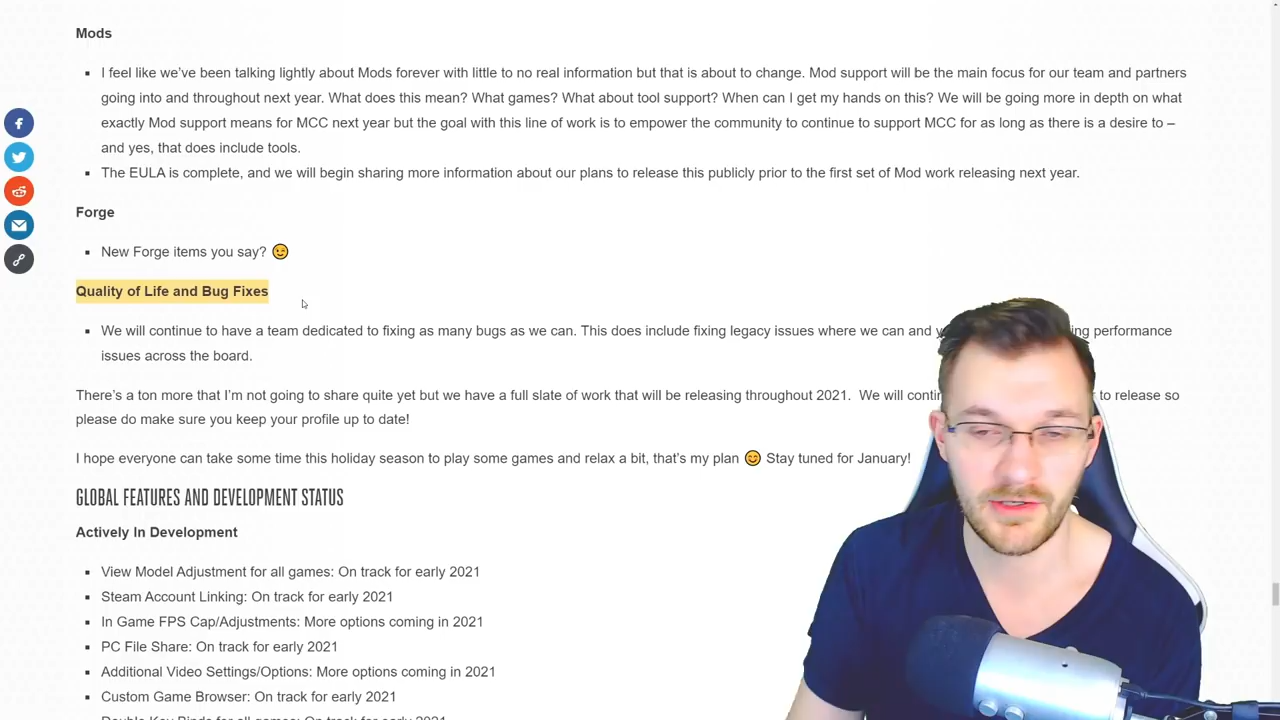 Mods
I feel like we've been talking lightly about Mods forever with little to no real information but that is about to change. Mod support will be the main focus for our team and partners
going into and throughout next year. What does this mean? What games? What about tool support? When can I get my hands on this? We will be going more in depth on what
exactly Mod support means for MCC next year but the goal with this line of work is to empower the community to continue to support MCC for as long as there is a desire to –
and yes, that does include tools.
The EULA is complete, and we will begin sharing more information about our plans to release this publicly prior to the first set of Mod work releasing next year.
Forge
New Forge items you say? 😉
Quality of Life and Bug Fixes
We will continue to have a team dedicated to fixing as many bugs as we can. This does include fixing legacy issues where we can and performance
issues across the board.
There's a ton more that I'm not going to share quite yet but we have a full slate of work that will be releasing throughout 2021. We will to release so
please do make sure you keep your profile up to date!
I hope everyone can take some time this holiday season to play some games and relax a bit, that's my plan 😊 Stay tuned for January!
GLOBAL FEATURES AND DEVELOPMENT STATUS
Actively In Development
View Model Adjustment for all games: On track for early 2021
Steam Account Linking: On track for early 2021
In Game FPS Cap/Adjustments: More options coming in 2021
PC File Share: On track for early 2021
Additional Video Settings/Options: More options coming in 2021
Custom Game Browser: On track for early 2021
Double Key Binds for all games: On track for early 2021